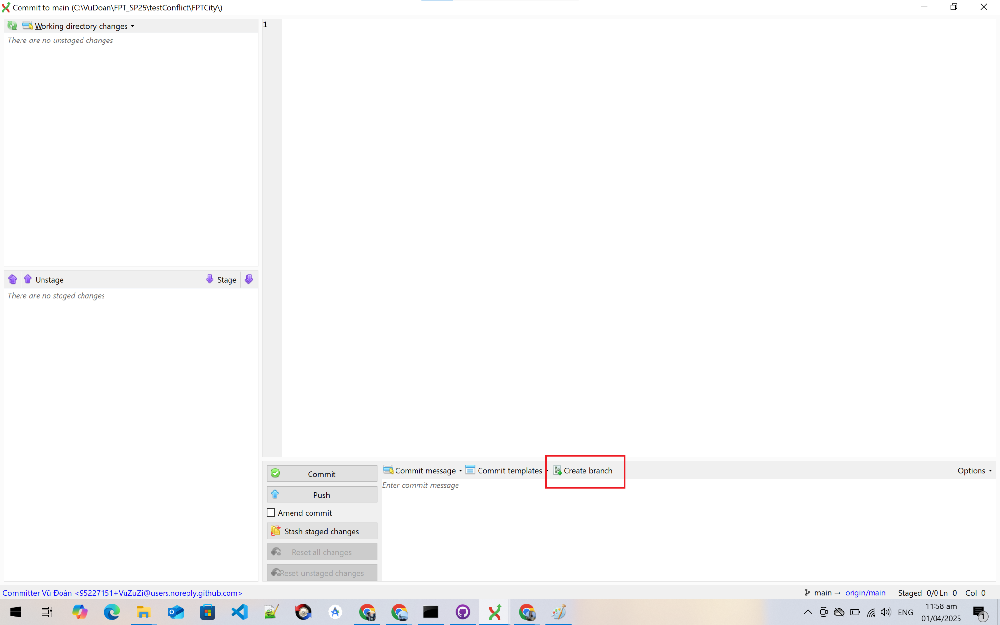 Commit to main (C:\VuDoan\FPT_SP25\testConflict\FPTCity\)
Working directory changes
There are no unstaged changes
1
Unstage
Stage
There are no staged changes
Commit
Push
Amend commit
Stash staged changes
Reset all changes
Reset unstaged changes
Commit message
Commit templates
Create branch
Options
Enter commit message
Committer Vũ Đoàn <95227151+VuZuZi@users.noreply.github.com>
main → origin/main
Staged 0/0 Ln 0 Col 0
ENG
11:58 am
01/04/2025
1